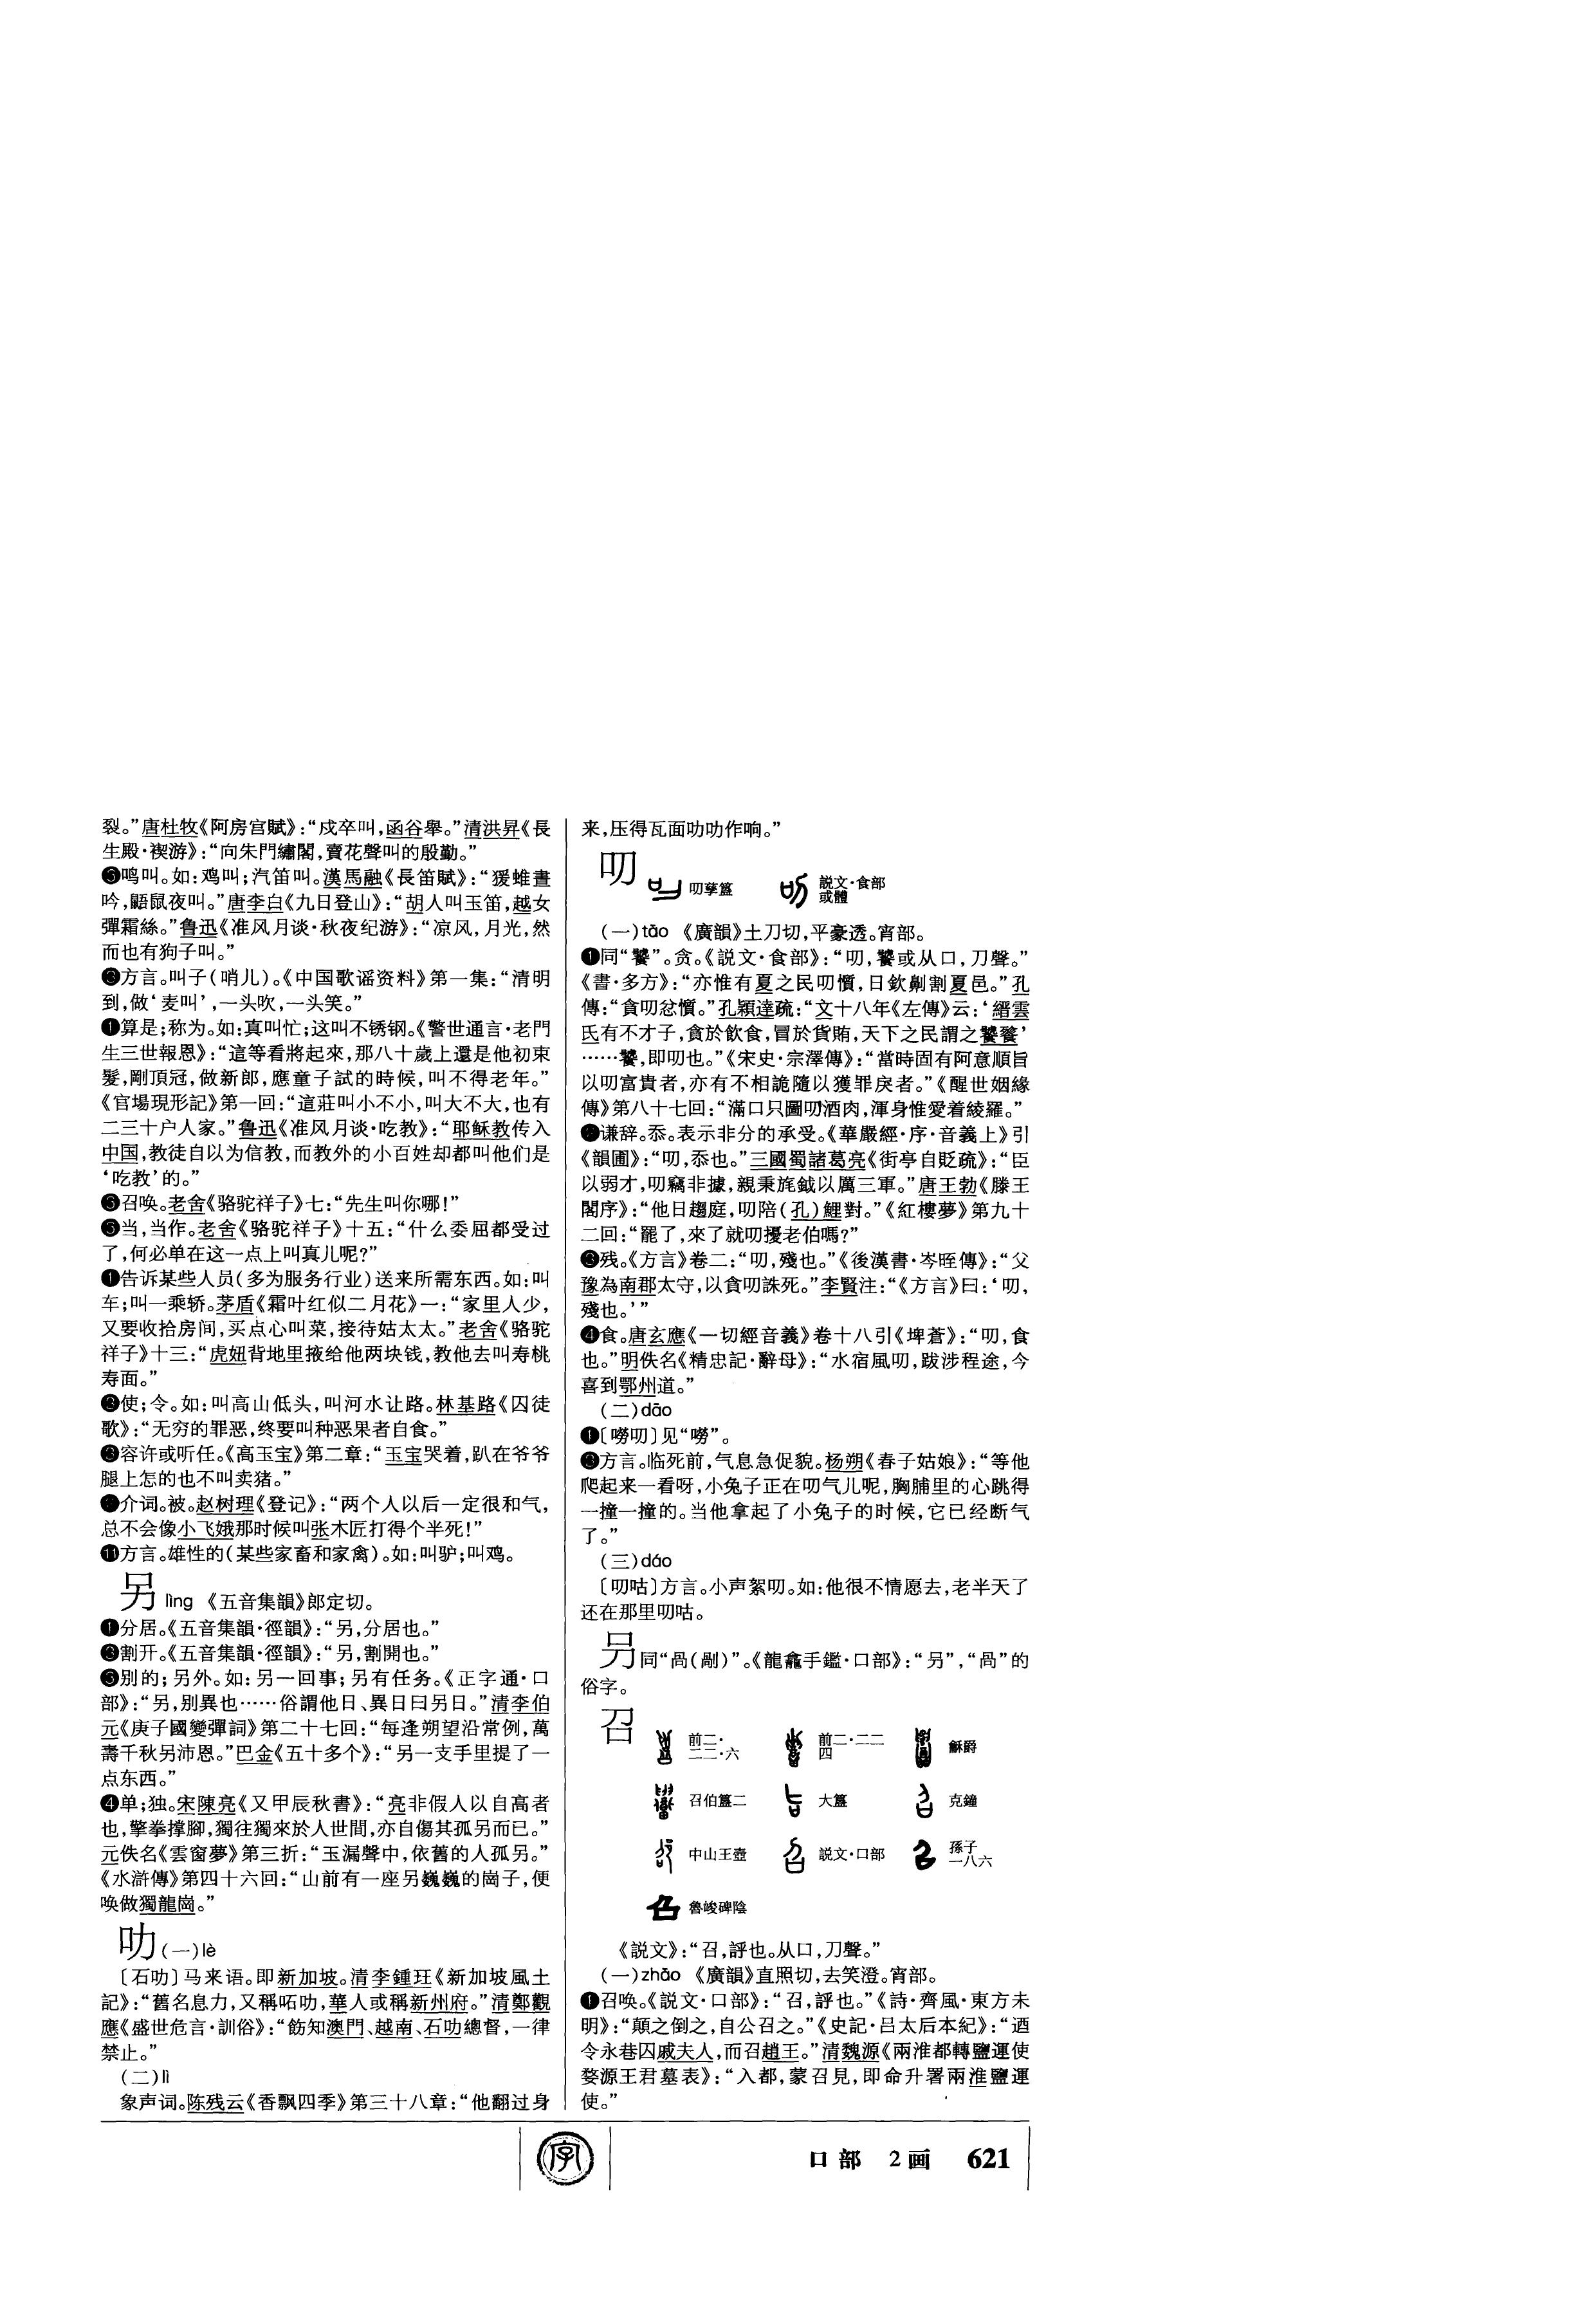 裂。”唐杜牧《阿房宫賦》：“戍卒叫，函谷舉。”清洪昇《長
生殿·禊游》：“向朱門繡閣，賣花聲叫的殷勤。”
鸣叫。如：鸡叫；汽笛叫。漢馬融《長笛賦》：“猨蜼晝
吟，鼯鼠夜叫。”唐李白《九日登山》：“胡人叫玉笛，越女
彈霜絲。”鲁迅《准风月谈·秋夜纪游》：“凉风，月光，然
而也有狗子叫。”
方言。叫子（哨儿）。《中国歌谣资料》第一集：“清明
到，做‘麦叫’，一头吹，一头笑。”
算是；称为。如：真叫忙；这叫不锈钢。《警世通言·老門
生三世報恩》：“這等看將起來，那八十歲上還是他初束
髮，剛頂冠，做新郎，應童子試的時候，叫不得老年。”
《官場現形記》第一回：“這莊叫小不小，叫大不大，也有
二三十户人家。”鲁迅《准风月谈·吃教》：“耶稣教传入
中国，教徒自以为信教，而教外的小百姓却都叫他们是
‘吃教’的。”
召唤。老舍《骆驼祥子》七：“先生叫你哪！”
当，当作。老舍《骆驼祥子》十五：“什么委屈都受过
了，何必单在这一点上叫真儿呢？”
告诉某些人员（多为服务行业）送来所需东西。如：叫
车；叫一乘轿。茅盾《霜叶红似二月花》一：“家里人少，
又要收拾房间，买点心叫菜，接待姑太太。”老舍《骆驼
祥子》十三：“虎妞背地里掖给他两块钱，教他去叫寿桃
寿面。”
使；令。如：叫高山低头，叫河水让路。林基路《囚徒
歌》：“无穷的罪恶，终要叫种恶果者自食。”
容许或听任。《高玉宝》第二章：“玉宝哭着，趴在爷爷
腿上怎的也不叫卖猪。”
介词。被。赵树理《登记》：“两个人以后一定很和气，
总不会像小飞娥那时候叫张木匠打得个半死！”
⓫方言。雄性的（某些家畜和家禽）。如：叫驴；叫鸡。
另 lìng 《五音集韻》郎定切。
❶分居。《五音集韻·徑韻》：“另，分居也。”
❷割开。《五音集韻·徑韻》：“另，割開也。”
❸别的；另外。如：另一回事；另有任务。《正字通·口
部》：“另，别異也……俗謂他日、異日曰另日。”清李伯
元《庚子國變彈詞》第二十七回：“每逢朔望沿常例，萬
壽千秋另沛恩。”巴金《五十多个》：“另一支手里提了一
点东西。”
❹单；独。宋陳亮《又甲辰秋書》：“亮非假人以自高者
也，擎拳撑腳，獨往獨來於人世間，亦自傷其孤另而已。”
元佚名《雲窗夢》第三折：“玉漏聲中，依舊的人孤另。”
《水滸傳》第四十六回：“山前有一座另巍巍的崗子，便
唤做獨龍崗。”
叻 （一）lè
〔石叻〕马来语。即新加坡。清李鍾珏《新加坡風土
記》：“舊名息力，又稱咟叻，華人或稱新州府。”清鄭觀
應《盛世危言·訓俗》：“飭知澳門、越南、石叻總督，一律
禁止。”
（二）lì
象声词。陈残云《香飘四季》第三十八章：“他翻过身
来，压得瓦面叻叻作响。”
叨 叨孳簋 説文·食部
或體
（一）tāo 《廣韻》土刀切，平豪透。宵部。
❶同“饕”。贪。《説文·食部》：“叨，饕或从口，刀聲。”
《書·多方》：“亦惟有夏之民叨懫，日欽劓割夏邑。”孔
傳：“貪叨忿懫。”孔穎達疏：“文十八年《左傳》云：‘縉雲
氏有不才子，貪於飲食，冒於貨賄，天下之民謂之饕餮’
……饕，即叨也。”《宋史·宗澤傳》：“當時固有阿意順旨
以叨富貴者，亦有不相詭隨以獲罪戾者。”《醒世姻緣
傳》第八十七回：“滿口只圖叨酒肉，渾身惟愛着綾羅。”
❷谦辞。忝。表示非分的承受。《華嚴經·序·音義上》引
《韻圃》：“叨，忝也。”三國蜀諸葛亮《街亭自貶疏》：“臣
以弱才，叨竊非據，親秉旄鉞以厲三軍。”唐王勃《滕王
閣序》：“他日趨庭，叨陪（孔）鯉對。”《紅樓夢》第九十
二回：“罷了，來了就叨擾老伯嗎？”
❸残。《方言》卷二：“叨，殘也。”《後漢書·岑晊傳》：“父
豫為南郡太守，以貪叨誅死。”李賢注：“《方言》曰：‘叨，
殘也。’”
❹食。唐玄應《一切經音義》卷十八引《埤蒼》：“叨，食
也。”明佚名《精忠記·辭母》：“水宿風叨，跋涉程途，今
喜到鄂州道。”
（二）dāo
❶〔嘮叨〕见“嘮”。
❷方言。临死前，气息急促貌。杨朔《春子姑娘》：“等他
爬起来一看呀，小兔子正在叨气儿呢，胸脯里的心跳得
一撞一撞的。当他拿起了小兔子的时候，它已经断气
了。”
（三）dáo
〔叨咕〕方言。小声絮叨。如：他很不情愿去，老半天了
还在那里叨咕。
叧 同“咼（剮）”。《龍龕手鑑·口部》：“另”，“咼”的
俗字。
召 前二·
二二·六 前二·二二
四 龢爵
召伯簋二 大簋 克鐘
中山王壺 説文·口部 孫子
一八六
魯峻碑陰
《説文》：“召，評也。从口，刀聲。”
（一）zhāo 《廣韻》直照切，去笑澄。宵部。
❶召唤。《説文·口部》：“召，評也。”《詩·齊風·東方未
明》：“顛之倒之，自公召之。”《史記·吕太后本紀》：“迺
令永巷囚戚夫人，而召趙王。”清魏源《兩淮都轉鹽運使
婺源王君墓表》：“入都，蒙召見，即命升署兩淮鹽運
使。”
字
口部 2画 621